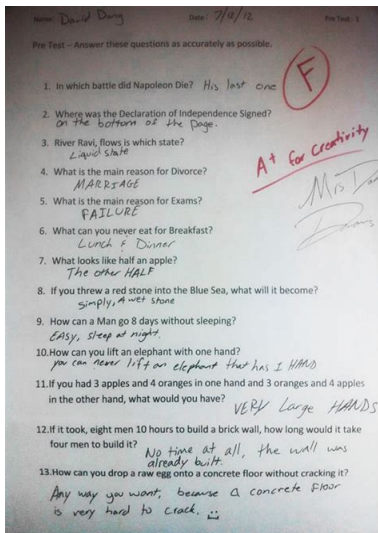 Name: David Dang Date: 7/18/12 Pre Test - 1
Pre Test – Answer these questions as accurately as possible.
F
1. In which battle did Napoleon Die? His last one
2. Where was the Declaration of Independence Signed?
on the bottom of the page.
3. River Ravi, flows is which state?
Liquid state
A+ for Creativity
4. What is the main reason for Divorce?
MARRIAGE
Mrs
5. What is the main reason for Exams?
FAILURE
6. What can you never eat for Breakfast?
Lunch & Dinner
7. What looks like half an apple?
The other HALF
8. If you threw a red stone into the Blue Sea, what will it become?
simply, A wet stone
9. How can a Man go 8 days without sleeping?
EASY, sleep at night.
10.How can you lift an elephant with one hand?
you can never lift an elephant that has 1 HAND
11.If you had 3 apples and 4 oranges in one hand and 3 oranges and 4 apples
in the other hand, what would you have?
VERY Large HANDS
12.If it took, eight men 10 hours to build a brick wall, how long would it take
four men to build it?
No time at all, the wall was
already built.
13.How can you drop a raw egg onto a concrete floor without cracking it?
Any way you want, because a concrete floor
is very hard to crack.